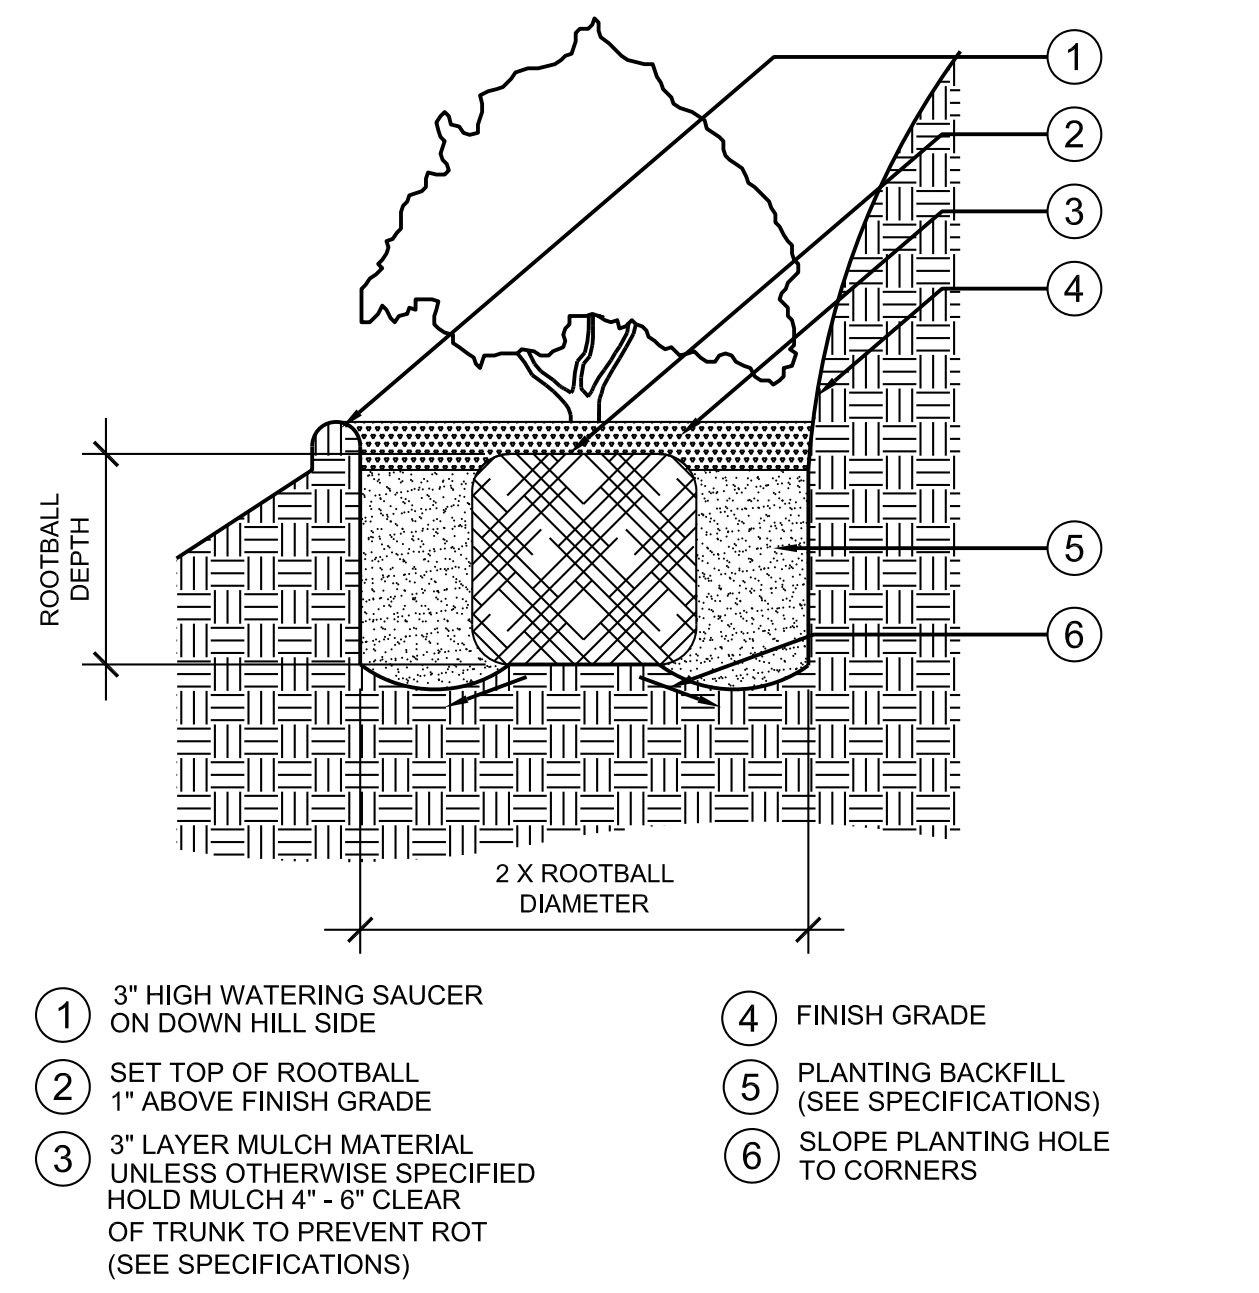 1
2
3
4
5
6
ROOTBALL
DEPTH
2 X ROOTBALL
DIAMETER
1
3" HIGH WATERING SAUCER
ON DOWN HILL SIDE
2
SET TOP OF ROOTBALL
1" ABOVE FINISH GRADE
3
3" LAYER MULCH MATERIAL
UNLESS OTHERWISE SPECIFIED
HOLD MULCH 4" - 6" CLEAR
OF TRUNK TO PREVENT ROT
(SEE SPECIFICATIONS)
4
FINISH GRADE
5
PLANTING BACKFILL
(SEE SPECIFICATIONS)
6
SLOPE PLANTING HOLE
TO CORNERS